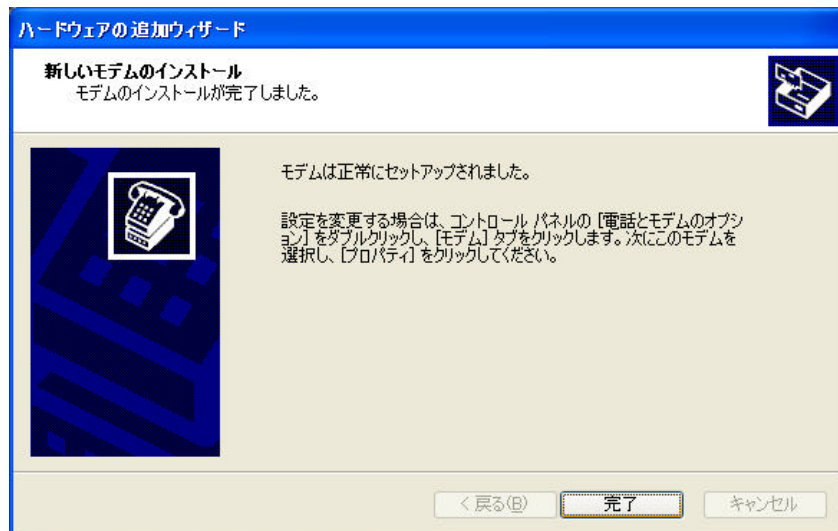 ハードウェアの追加ウィザード
新しいモデムのインストール
モデムのインストールが完了しました。
モデムは正常にセットアップされました。
設定を変更する場合は、コントロール パネルの [電話とモデムのオプシ
ョン] をダブルクリックし、[モデム] タブをクリックします。次にこのモデムを
選択し、[プロパティ] をクリックしてください。
< 戻る(B)
完了
キャンセル